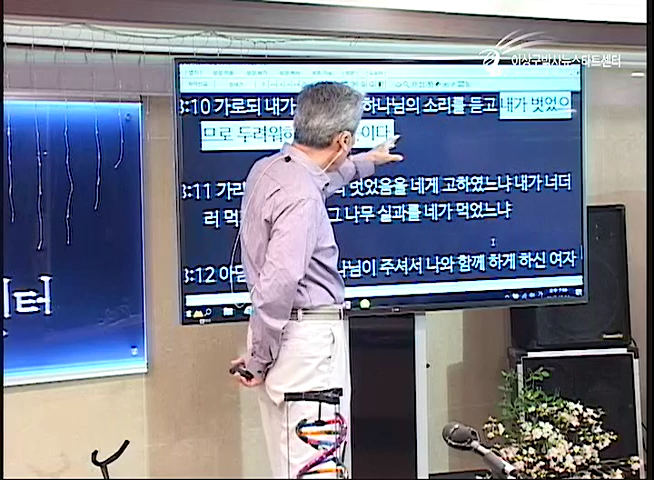 이상구박사뉴스타트센터
3:10 가로되 내가 하나님의 소리를 듣고 내가 벗었으
므로 두려워하 이다
3:11 가라 벗었음을 네게 고하였느냐 내가 너더
러 먹 그 나무 실과를 네가 먹었느냐
3:12 아담 나님이 주셔서 나와 함께 하게 하신 여자
터